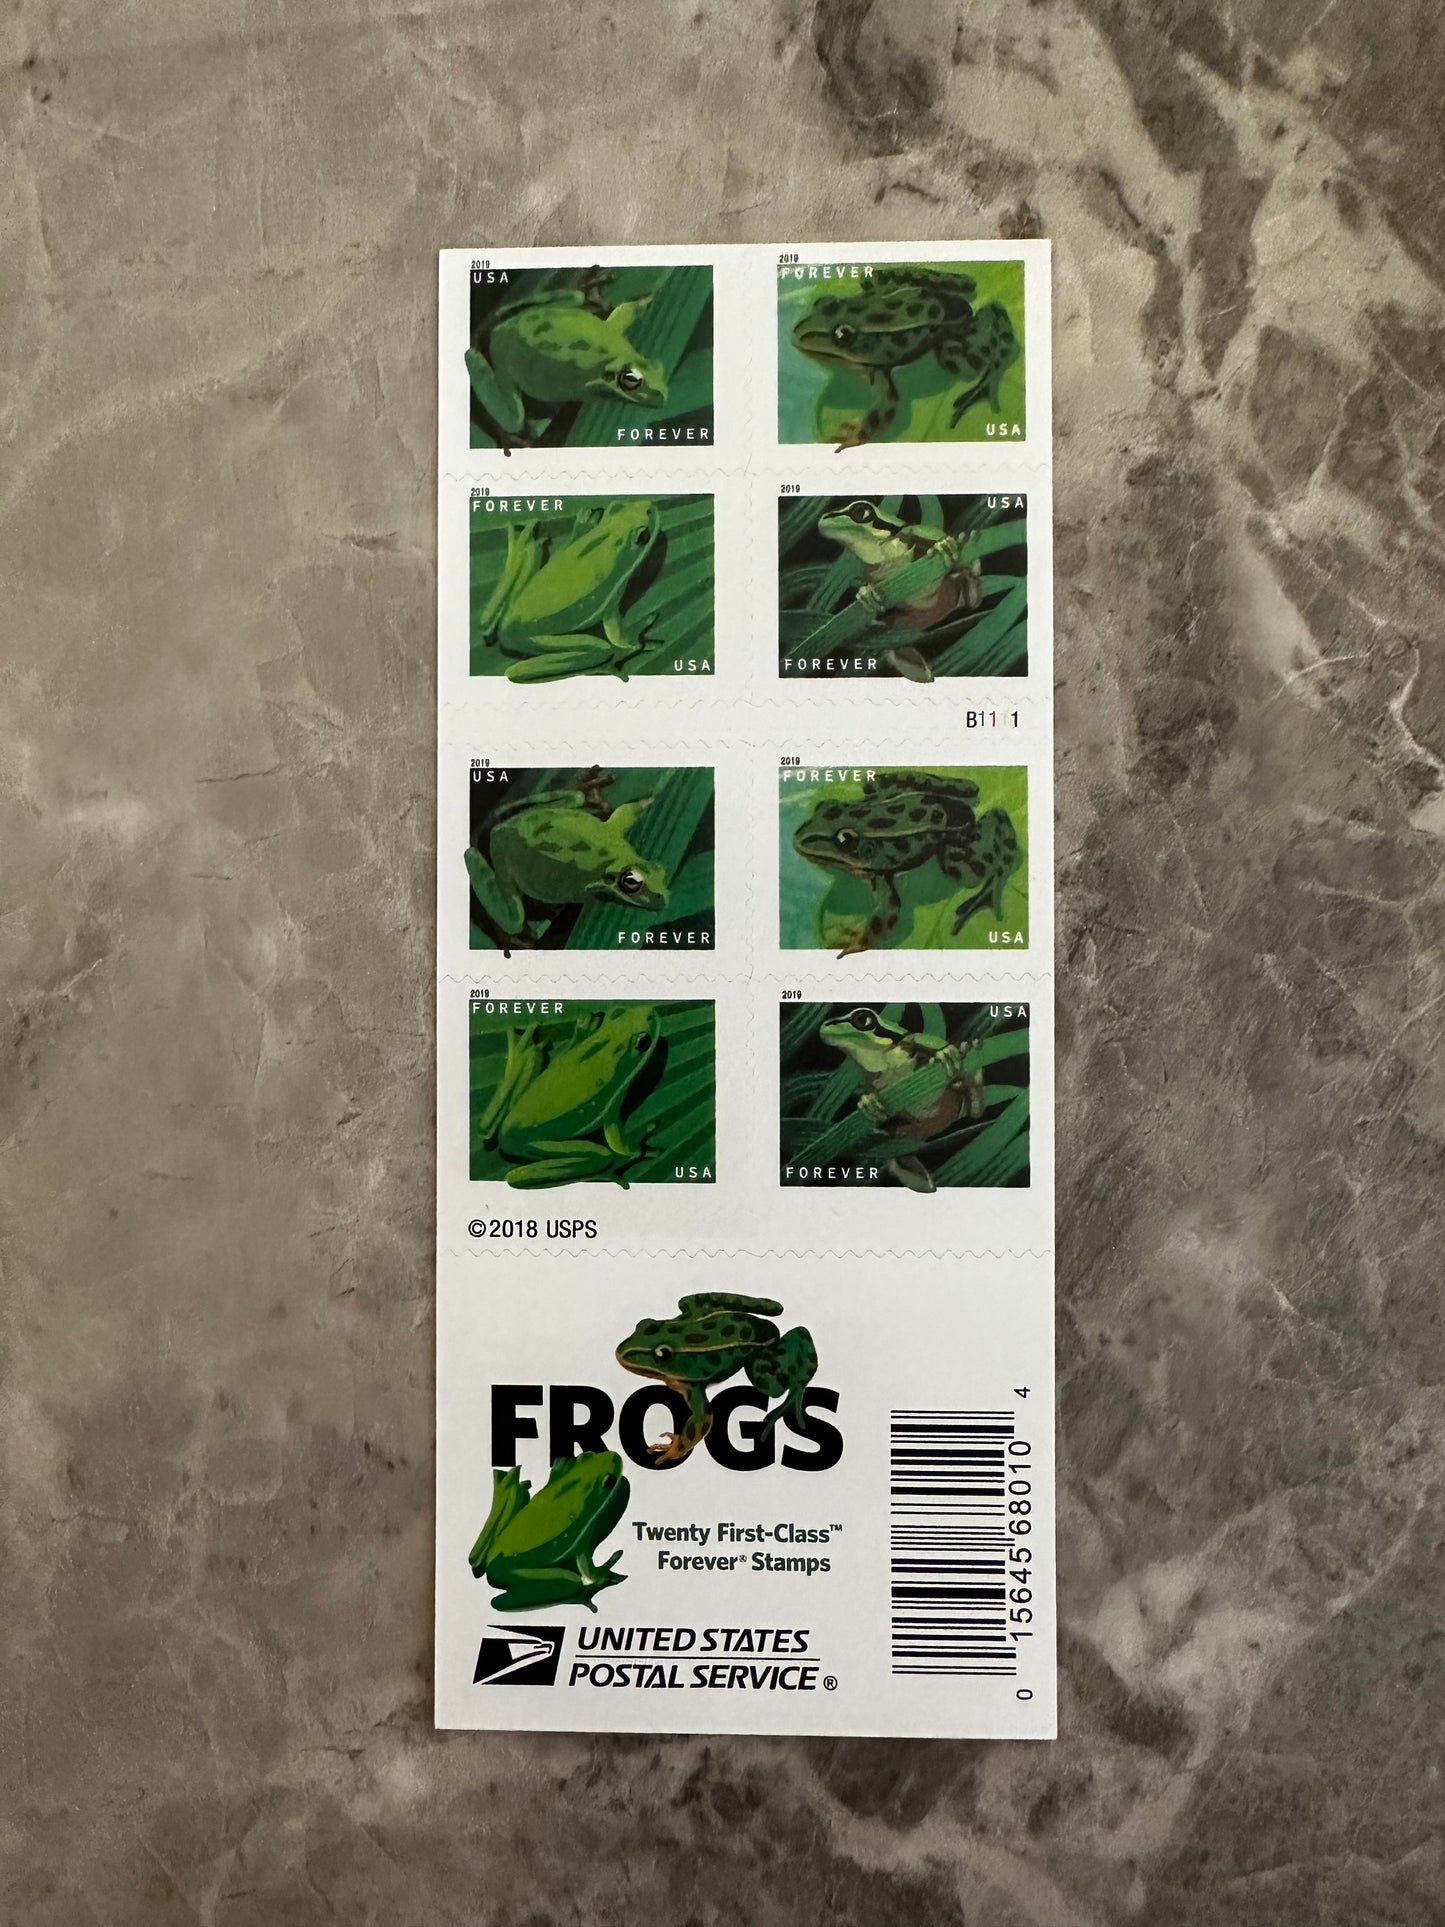 2019
USA
FOREVER
2019
FOREVER
USA
2019
FOREVER
USA
2019
USA
FOREVER
B11 1
2019
USA
FOREVER
2019
FOREVER
USA
2019
FOREVER
USA
2019
USA
FOREVER
©2018 USPS
FROGS
Twenty First-Class™
Forever® Stamps
UNITED STATES
POSTAL SERVICE®
0 15645 68010 4